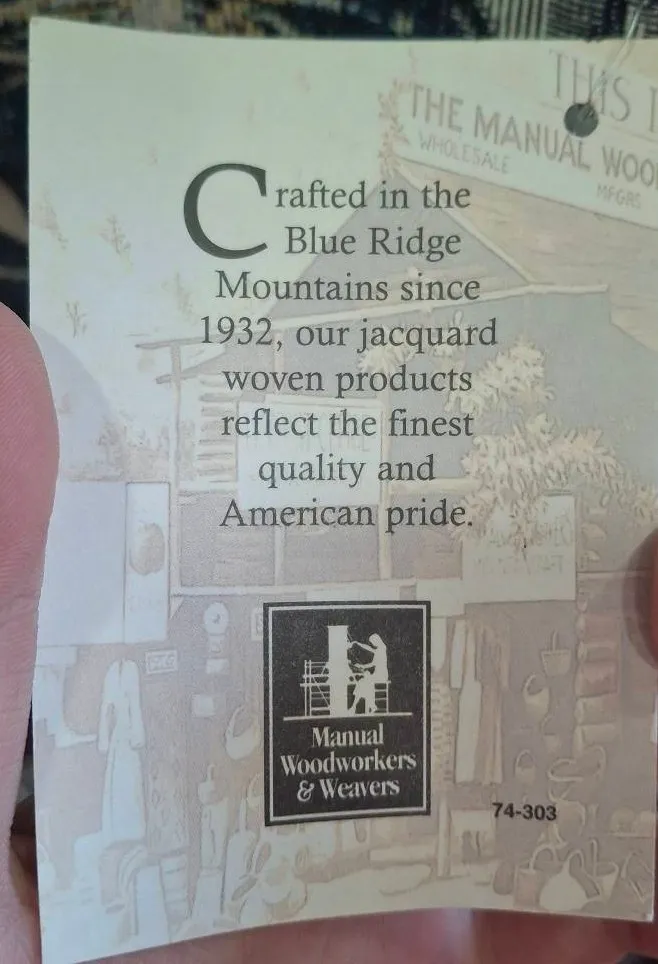 THIS
THE MANUAL
WHOLESALE
MFGRS
Crafted in the
Blue Ridge
Mountains since
1932, our jacquard
woven products
reflect the finest
quality and
American pride.
Manual
Woodworkers
& Weavers
74-303